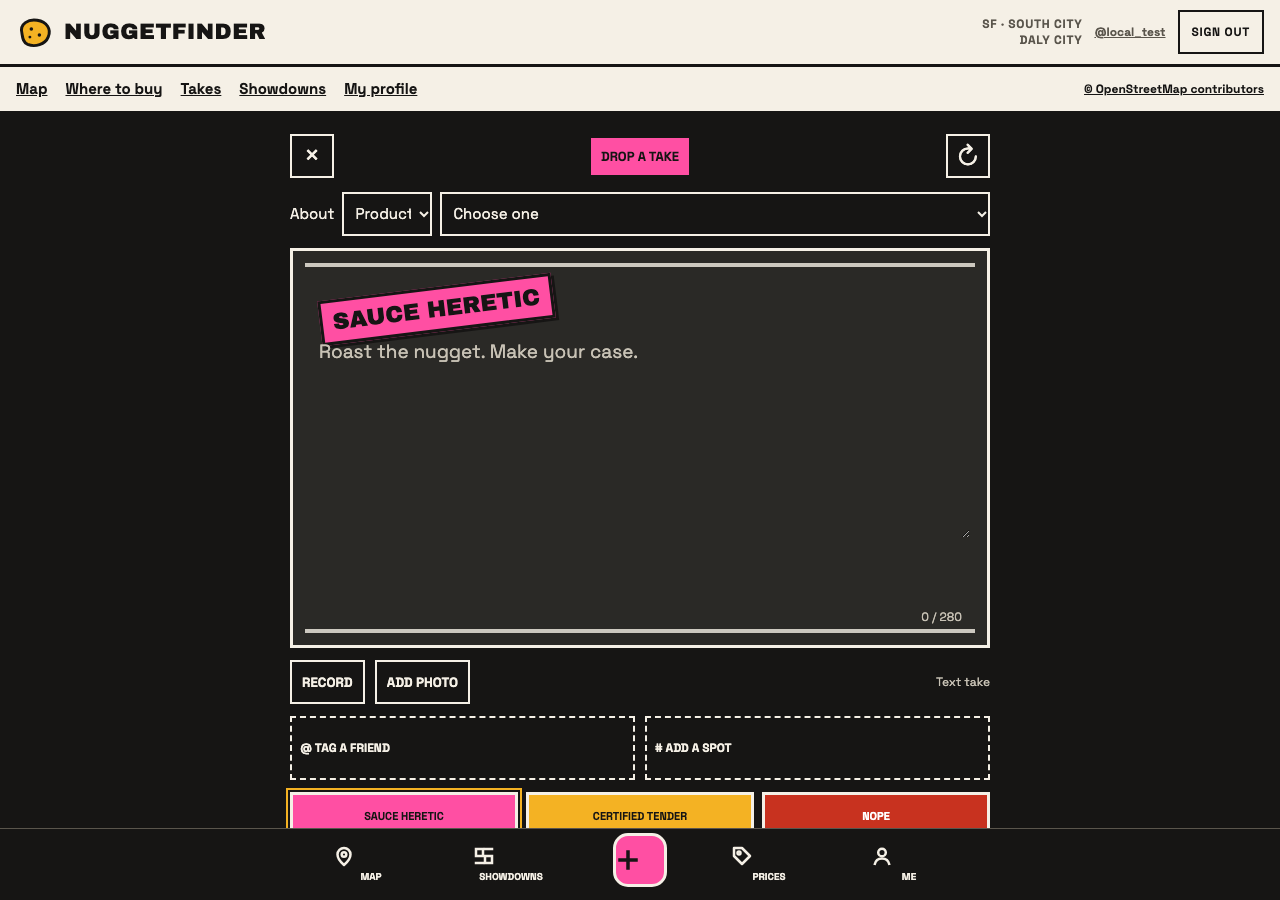 NUGGETFINDER
SF · SOUTH CITY
DALY CITY
@local_test
SIGN OUT
Map
Where to buy
Takes
Showdowns
My profile
© OpenStreetMap contributors
×
DROP A TAKE
About
Product
Choose one
SAUCE HERETIC
Roast the nugget. Make your case.
0 / 280
RECORD
ADD PHOTO
Text take
@ TAG A FRIEND
# ADD A SPOT
SAUCE HERETIC
CERTIFIED TENDER
NOPE
MAP
SHOWDOWNS
+
PRICES
ME